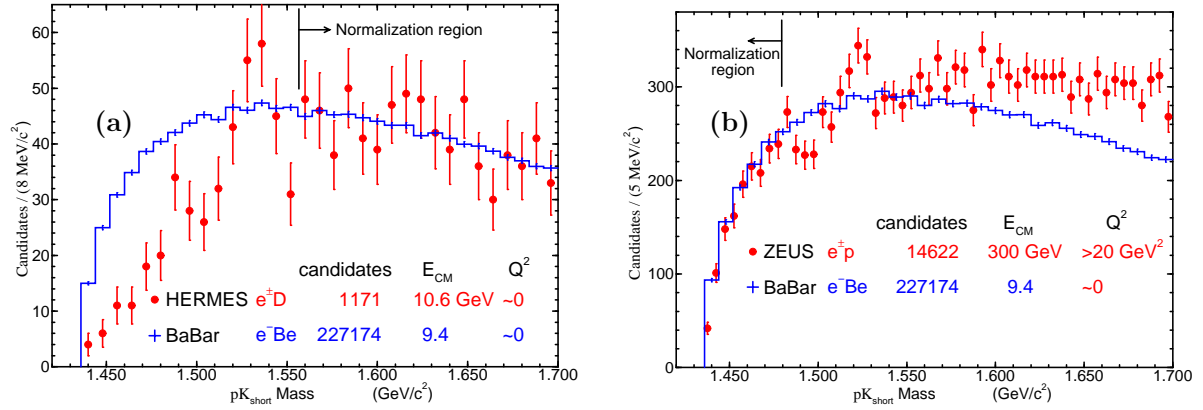 60
50
40
30
20
10
0
Candidates / (8 MeV/c²)
Normalization region
(a)
candidates E_CM Q²
HERMES e±D 1171 10.6 GeV ~0
BaBar e⁻Be 227174 9.4 ~0
1.450 1.500 1.550 1.600 1.650 1.700
pK_short Mass (GeV/c²)
300
200
100
0
Candidates / (5 MeV/c²)
Normalization
region
(b)
candidates E_CM Q²
ZEUS e±p 14622 300 GeV >20 GeV²
BaBar e⁻Be 227174 9.4 ~0
1.450 1.500 1.550 1.600 1.650 1.700
pK_short Mass (GeV/c²)